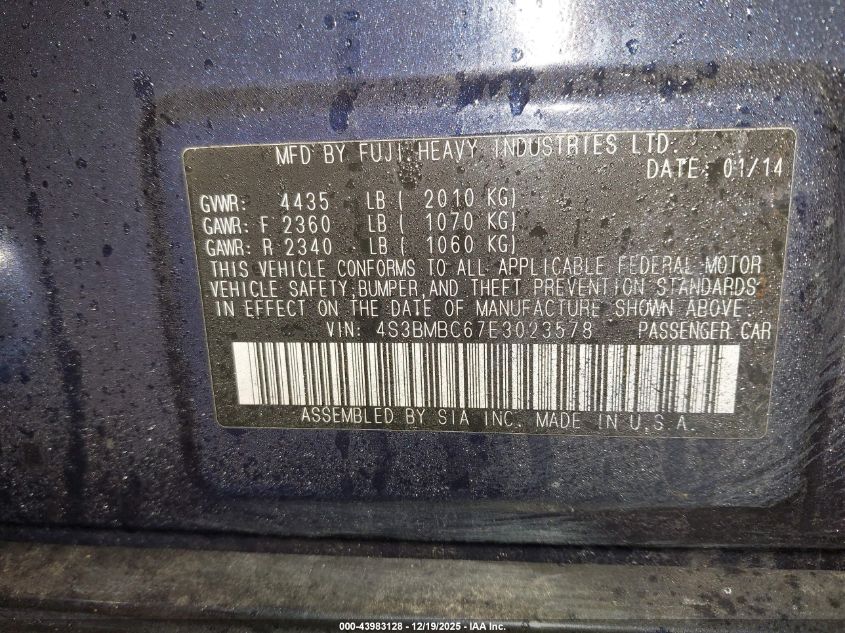 MFD BY FUJI HEAVY INDUSTRIES LTD.
DATE: 01/14
GVWR: 4435 LB ( 2010 KG)
GAWR: F 2360 LB ( 1070 KG)
GAWR: R 2340 LB ( 1060 KG)
THIS VEHICLE CONFORMS TO ALL APPLICABLE FEDERAL MOTOR
VEHICLE SAFETY,BUMPER,AND THEFT PREVENTION STANDARDS
IN EFFECT ON THE DATE OF MANUFACTURE SHOWN ABOVE.
VIN: 4S3BMBC67E3023578 PASSENGER CAR
ASSEMBLED BY SIA INC. MADE IN U.S.A.
000-43983128 - 12/19/2025 - IAA Inc.